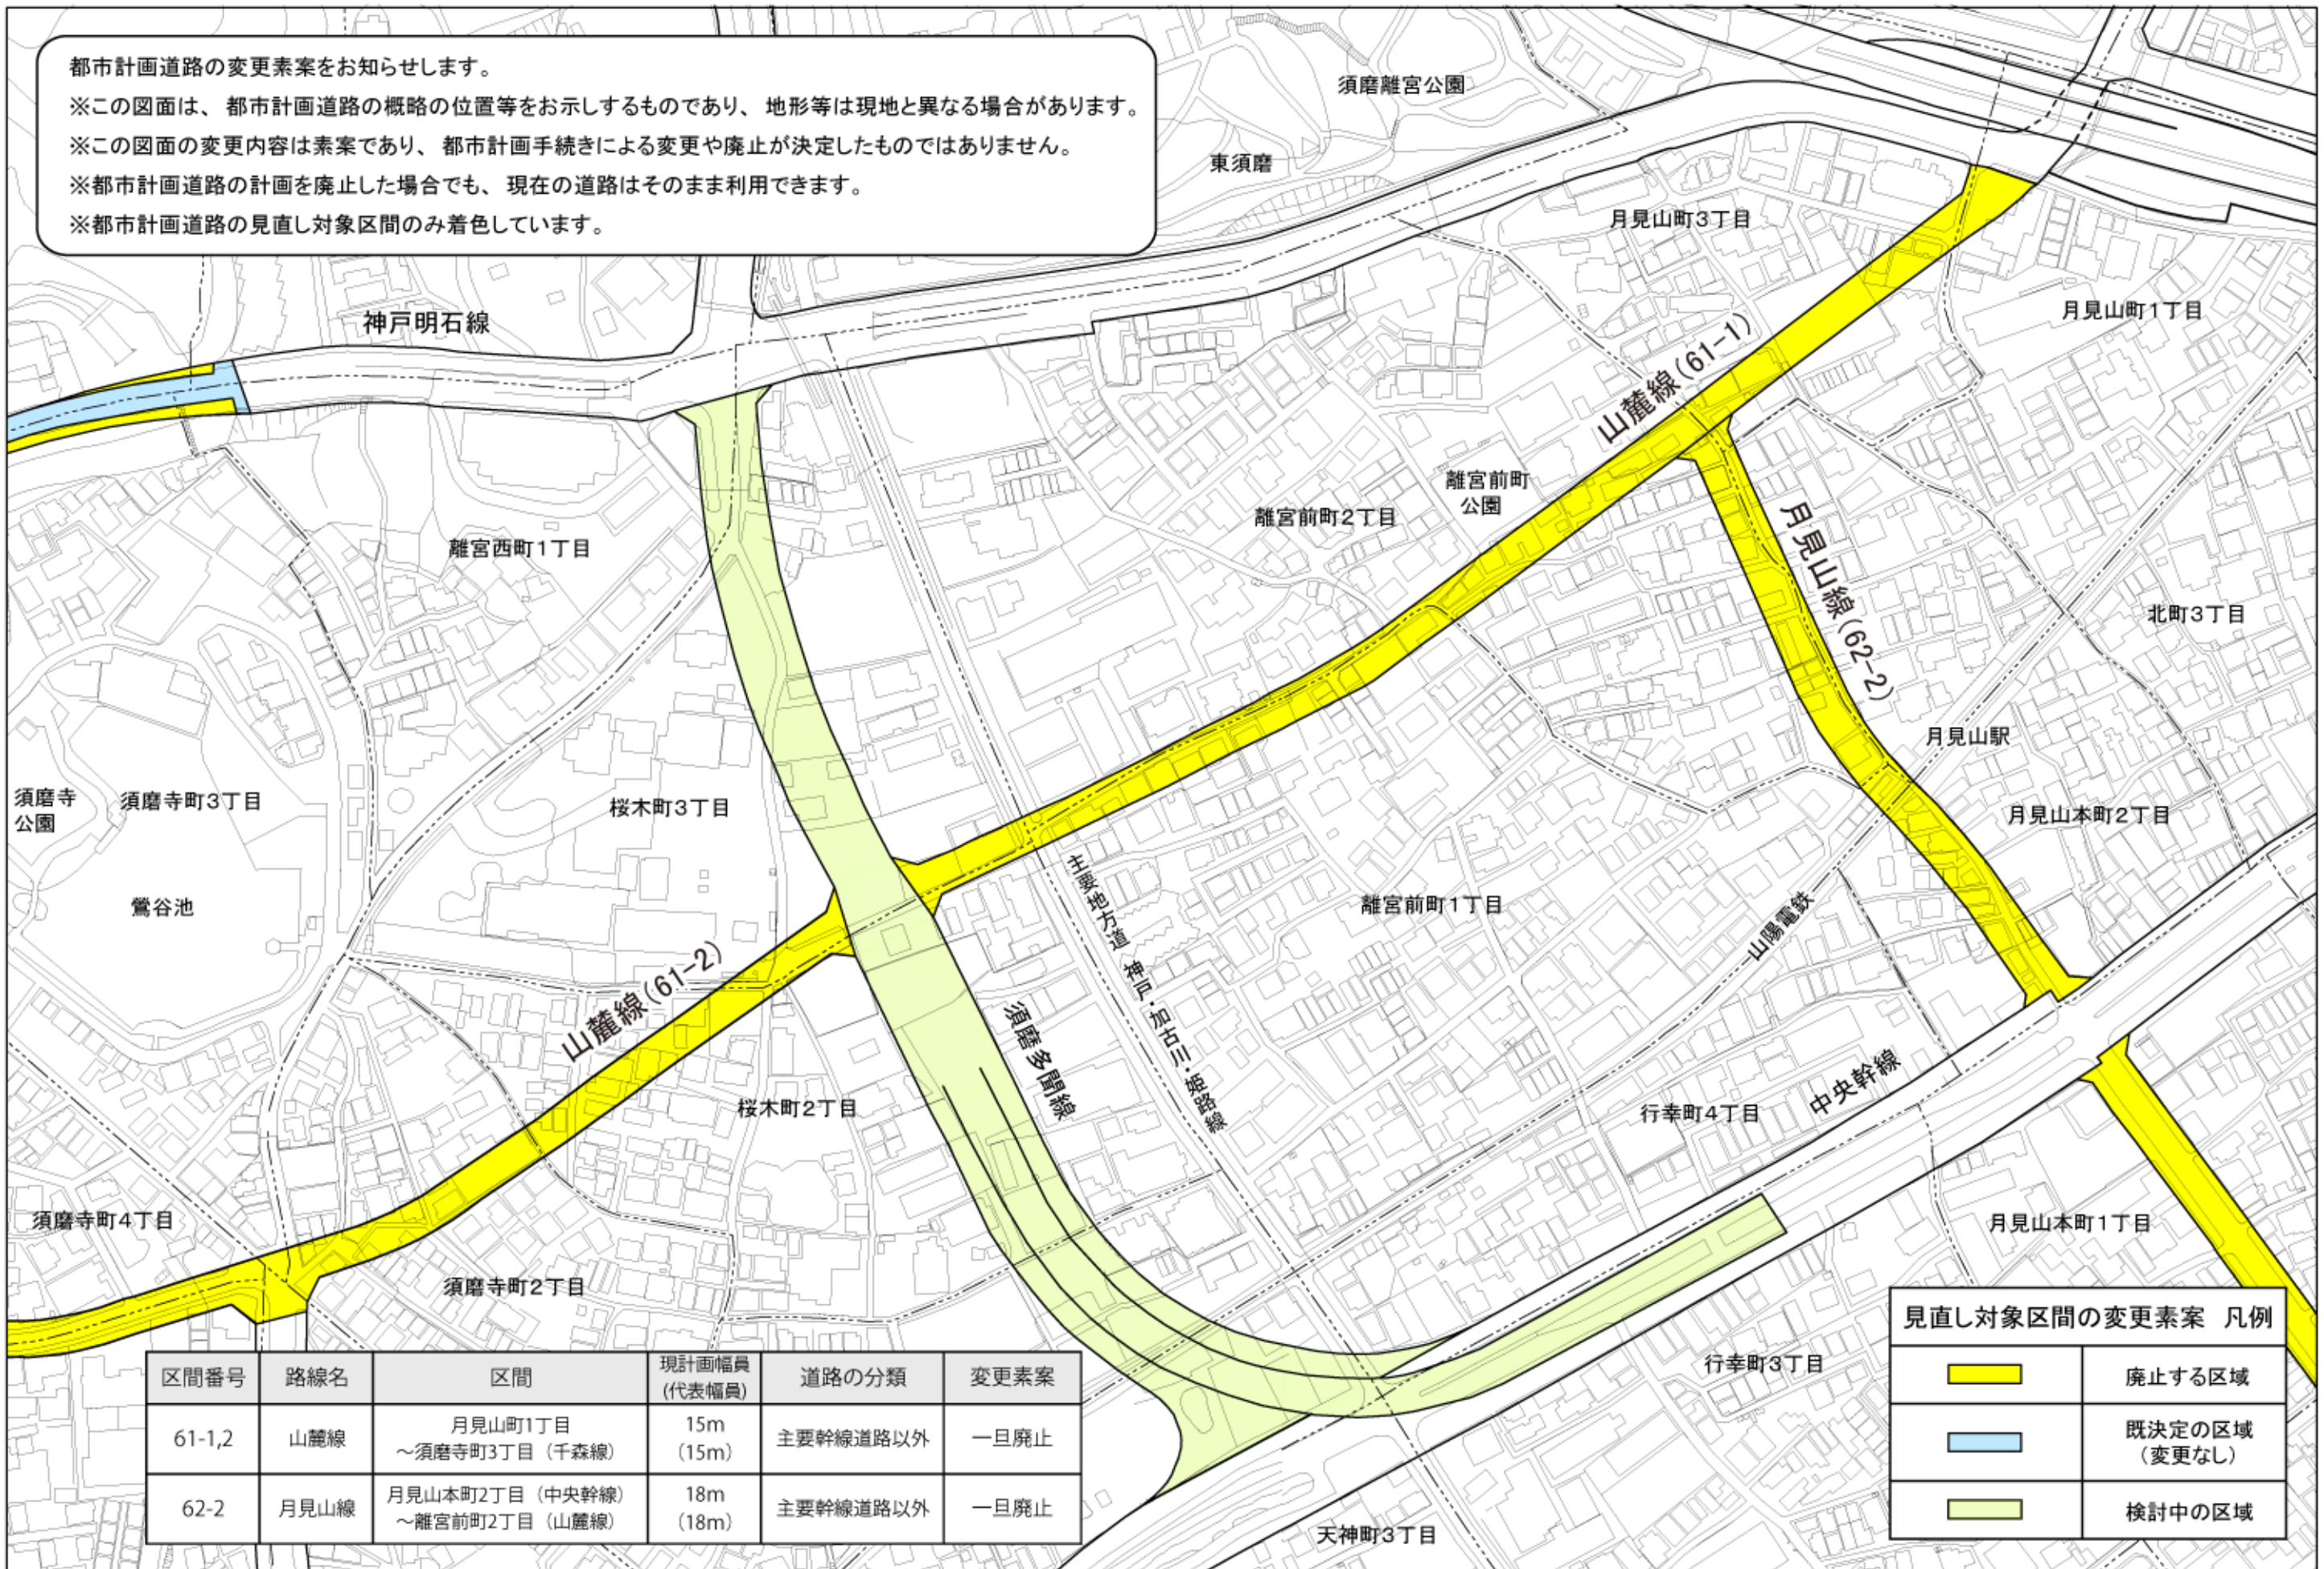 都市計画道路の変更素案をお知らせします。
※この図面は、都市計画道路の概略の位置等をお示しするものであり、地形等は現地と異なる場合があります。
※この図面の変更内容は素案であり、都市計画手続きによる変更や廃止が決定したものではありません。
※都市計画道路の計画を廃止した場合でも、現在の道路はそのまま利用できます。
※都市計画道路の見直し対象区間のみ着色しています。
須磨離宮公園
東須磨
月見山町3丁目
月見山町1丁目
神戸明石線
山麓線(61-1)
離宮前町
公園
離宮前町2丁目
離宮西町1丁目
月見山線(62-2)
北町3丁目
月見山駅
須磨寺
公園
須磨寺町3丁目
桜木町3丁目
月見山本町2丁目
鶯谷池
主要地方道 神戸・加古川・姫路線
離宮前町1丁目
山陽電鉄
山麓線(61-2)
須磨多聞線
中央幹線
桜木町2丁目
行幸町4丁目
須磨寺町4丁目
月見山本町1丁目
須磨寺町2丁目
行幸町3丁目
天神町3丁目
見直し対象区間の変更素案 凡例
廃止する区域
既決定の区域
(変更なし)
検討中の区域
区間番号 路線名 区間 現計画幅員 (代表幅員) 道路の分類 変更素案
61-1,2 山麓線 月見山町1丁目 ～須磨寺町3丁目（千森線） 15m (15m) 主要幹線道路以外 一旦廃止
62-2 月見山線 月見山本町2丁目（中央幹線） ～離宮前町2丁目（山麓線） 18m (18m) 主要幹線道路以外 一旦廃止